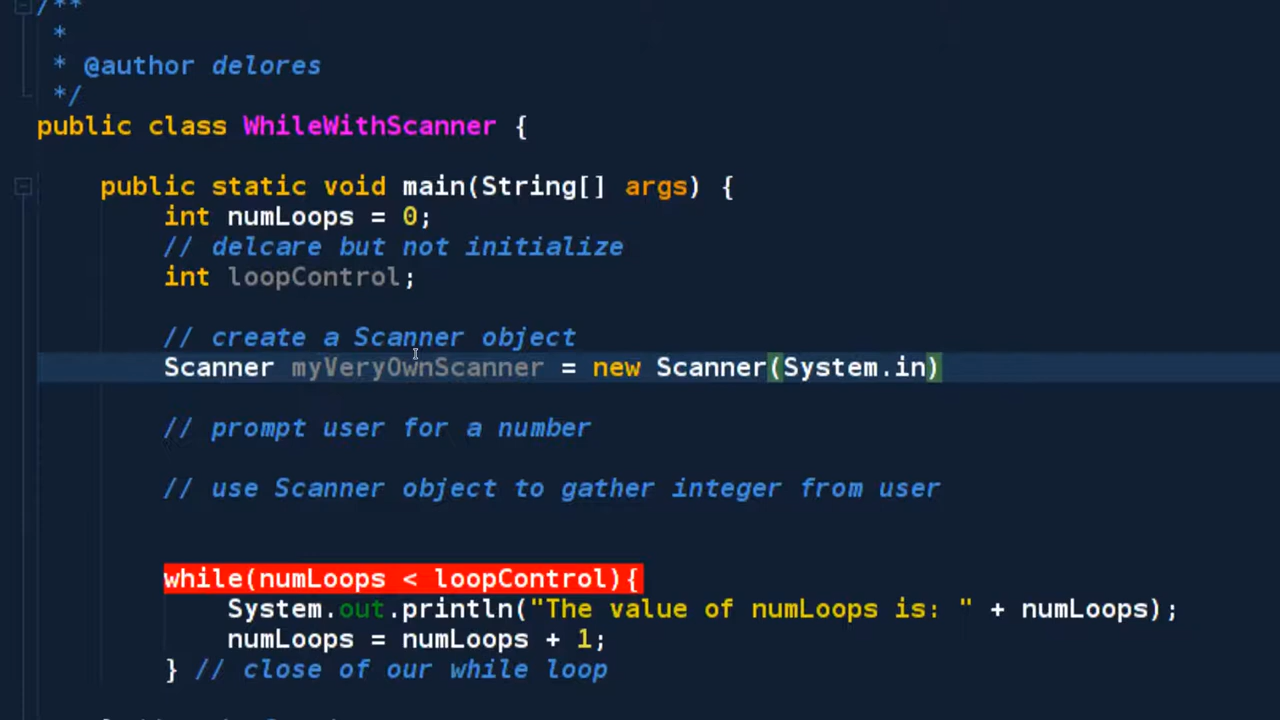 /**
*
* @author delores
*/
public class WhileWithScanner {
public static void main(String[] args) {
int numLoops = 0;
// delcare but not initialize
int loopControl;
// create a Scanner object
Scanner myVeryOwnScanner = new Scanner(System.in)
// prompt user for a number
// use Scanner object to gather integer from user
while(numLoops < loopControl){
System.out.println("The value of numLoops is: " + numLoops);
numLoops = numLoops + 1;
} // close of our while loop